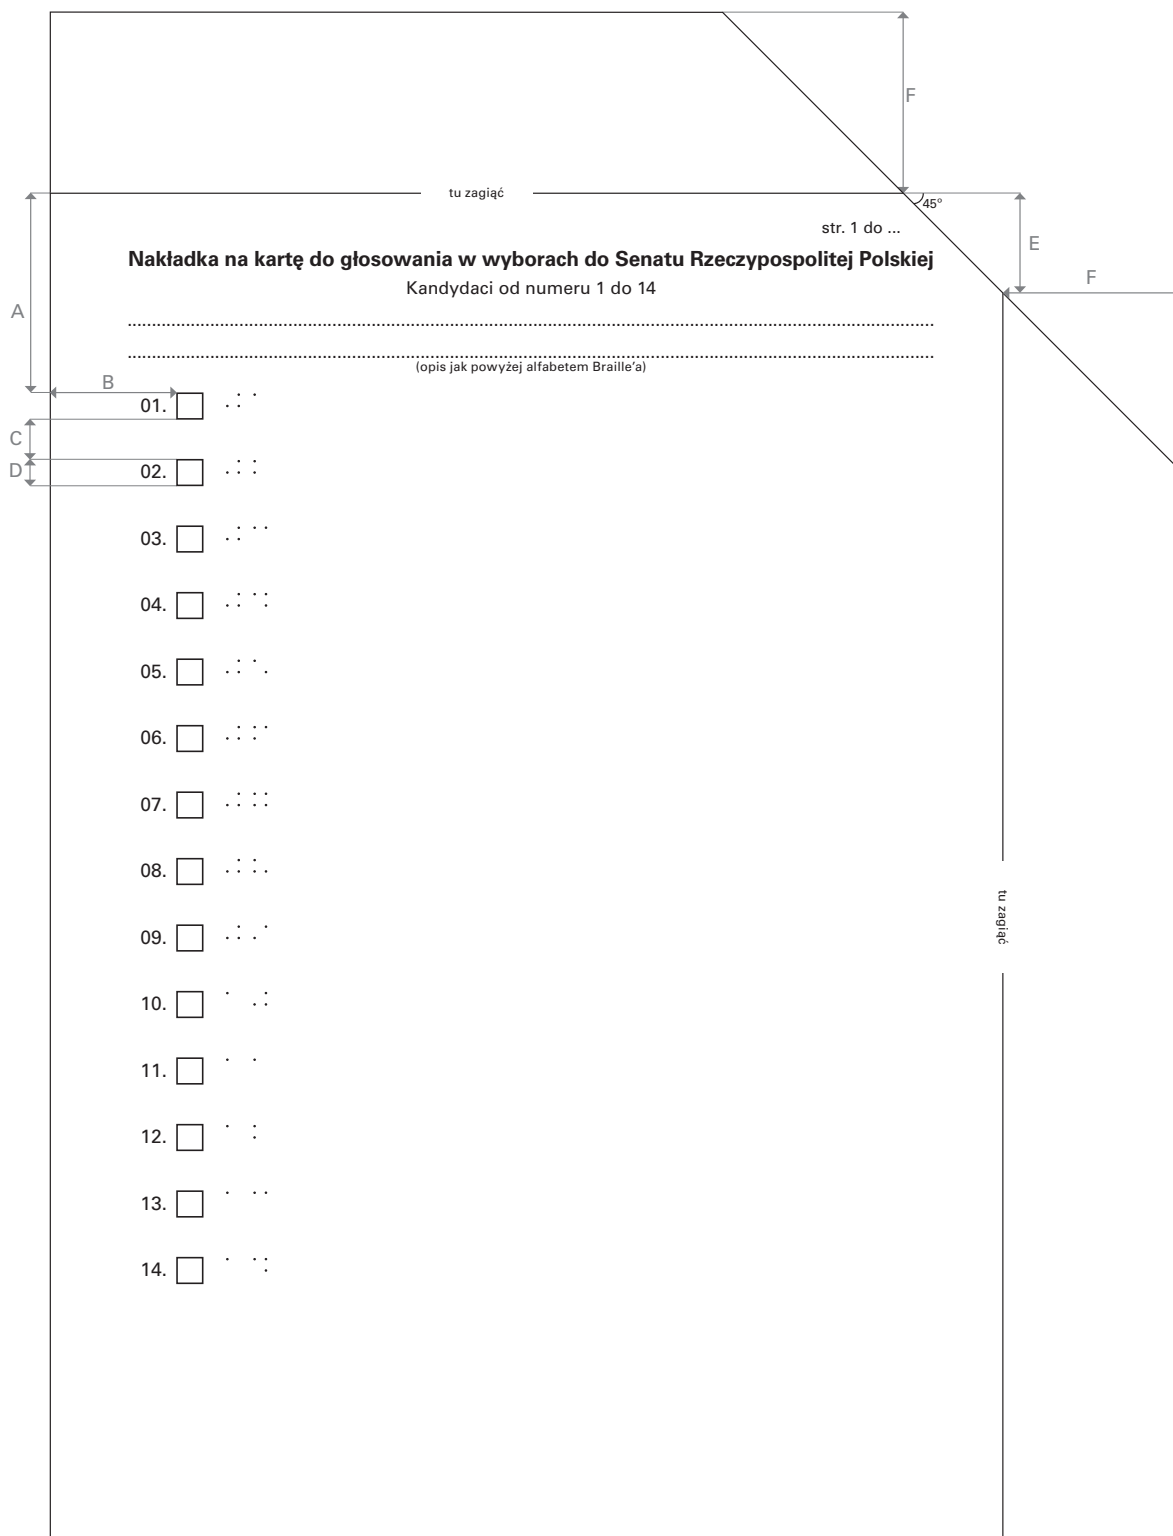 F
tu zagiąć
45°
str. 1 do ...
E
Nakładka na kartę do głosowania w wyborach do Senatu Rzeczypospolitej Polskiej
F
Kandydaci od numeru 1 do 14
A
(opis jak powyżej alfabetem Braille’a)
B
01.
C
D
02.
03.
04.
05.
06.
07.
08.
tu zagiąć
09.
10.
11.
12.
13.
14.